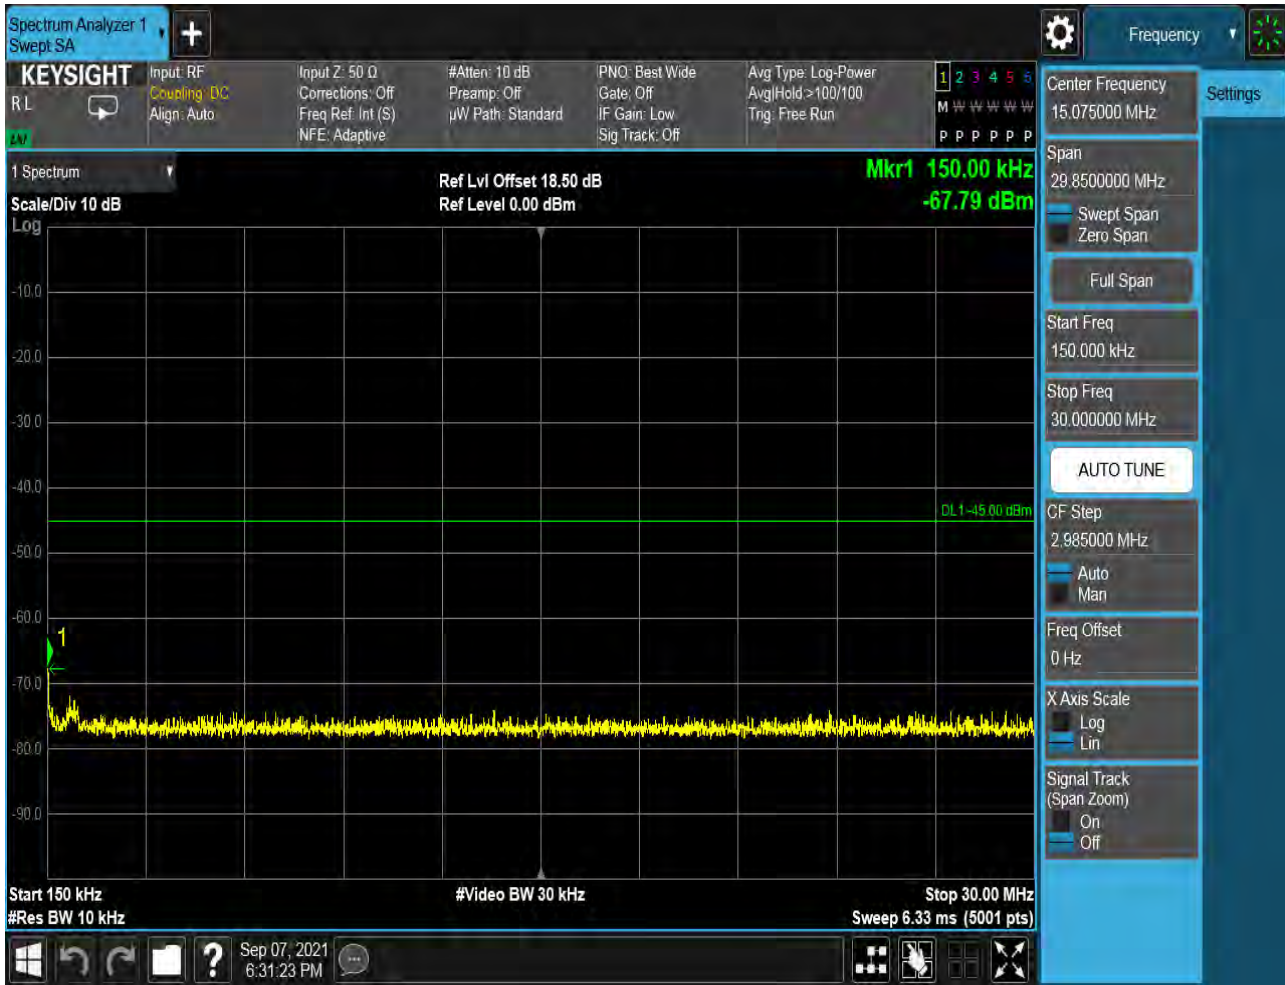 Spectrum Analyzer 1
Swept SA
+
Frequency
KEYSIGHT
R L
LNI
Input: RF
Coupling: DC
Align: Auto
Input Z: 50 Ω
Corrections: Off
Freq Ref: Int (S)
NFE: Adaptive
#Atten: 10 dB
Preamp: Off
µW Path: Standard
PNO: Best Wide
Gate: Off
IF Gain: Low
Sig Track: Off
Avg Type: Log-Power
Avg|Hold:>100/100
Trig: Free Run
1 2 3 4 5 6
M W W W W W
P P P P P P
1 Spectrum
Scale/Div 10 dB
Log
Ref Lvl Offset 18.50 dB
Ref Level 0.00 dBm
Mkr1 150.00 kHz
-67.79 dBm
-10.0
-20.0
-30.0
-40.0
DL1 -45.00 dBm
-50.0
-60.0
1
-70.0
-80.0
-90.0
Start 150 kHz
#Res BW 10 kHz
#Video BW 30 kHz
Stop 30.00 MHz
Sweep 6.33 ms (5001 pts)
Center Frequency
15.075000 MHz
Settings
Span
29.8500000 MHz
Swept Span
Zero Span
Full Span
Start Freq
150.000 kHz
Stop Freq
30.000000 MHz
AUTO TUNE
CF Step
2.985000 MHz
Auto
Man
Freq Offset
0 Hz
X Axis Scale
Log
Lin
Signal Track
(Span Zoom)
On
Off
?
Sep 07, 2021
6:31:23 PM